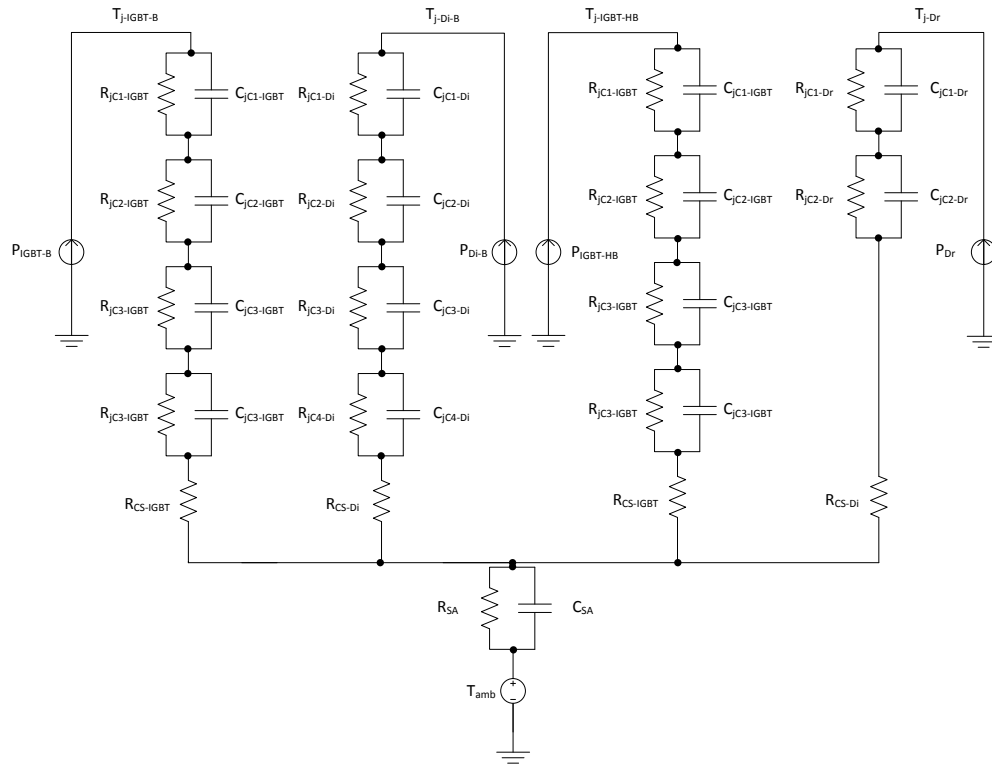 Tj-IGBT-B
Tj-Di-B
Tj-IGBT-HB
Tj-Dr
RjC1-IGBT
CjC1-IGBT
RjC1-Di
CjC1-Di
RjC1-IGBT
CjC1-IGBT
RjC1-Dr
CjC1-Dr
RjC2-IGBT
CjC2-IGBT
RjC2-Di
CjC2-Di
RjC2-IGBT
CjC2-IGBT
RjC2-Dr
CjC2-Dr
PIGBT-B
PDi-B
PIGBT-HB
PDr
RjC3-IGBT
CjC3-IGBT
RjC3-Di
CjC3-Di
RjC3-IGBT
CjC3-IGBT
RjC3-IGBT
CjC3-IGBT
RjC4-Di
CjC4-Di
RjC3-IGBT
CjC3-IGBT
RCS-IGBT
RCS-Di
RCS-IGBT
RCS-Di
RSA
CSA
Tamb
+
−